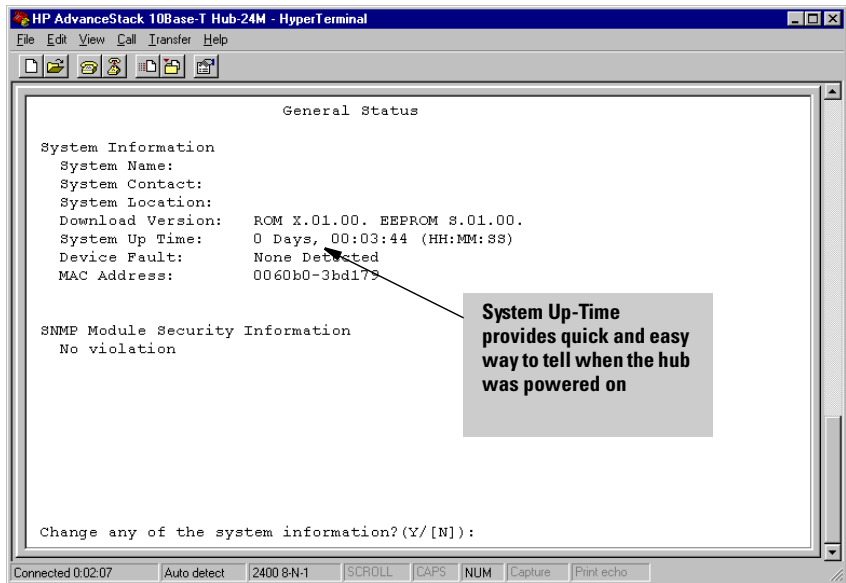 HP AdvanceStack 10Base-T Hub-24M - HyperTerminal
File Edit View Call Transfer Help
General Status
System Information
System Name:
System Contact:
System Location:
Download Version: ROM X.01.00. EEPROM S.01.00.
System Up Time: 0 Days, 00:03:44 (HH:MM:SS)
Device Fault: None Detected
MAC Address: 0060b0-3bd179
SNMP Module Security Information
No violation
System Up-Time
provides quick and easy
way to tell when the hub
was powered on
Change any of the system information?(Y/[N]):
Connected 0:02:07 Auto detect 2400 8-N-1 SCROLL CAPS NUM Capture Print echo